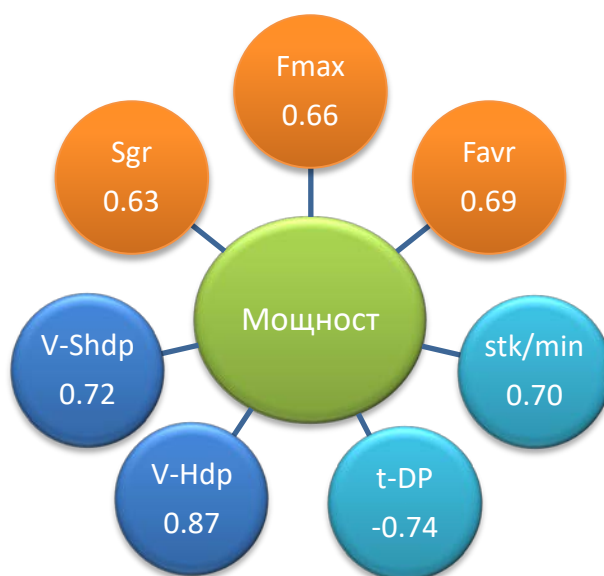 Fmax
0.66
Sgr
0.63
Favr
0.69
Мощност
V-Shdp
0.72
stk/min
0.70
V-Hdp
0.87
t-DP
-0.74